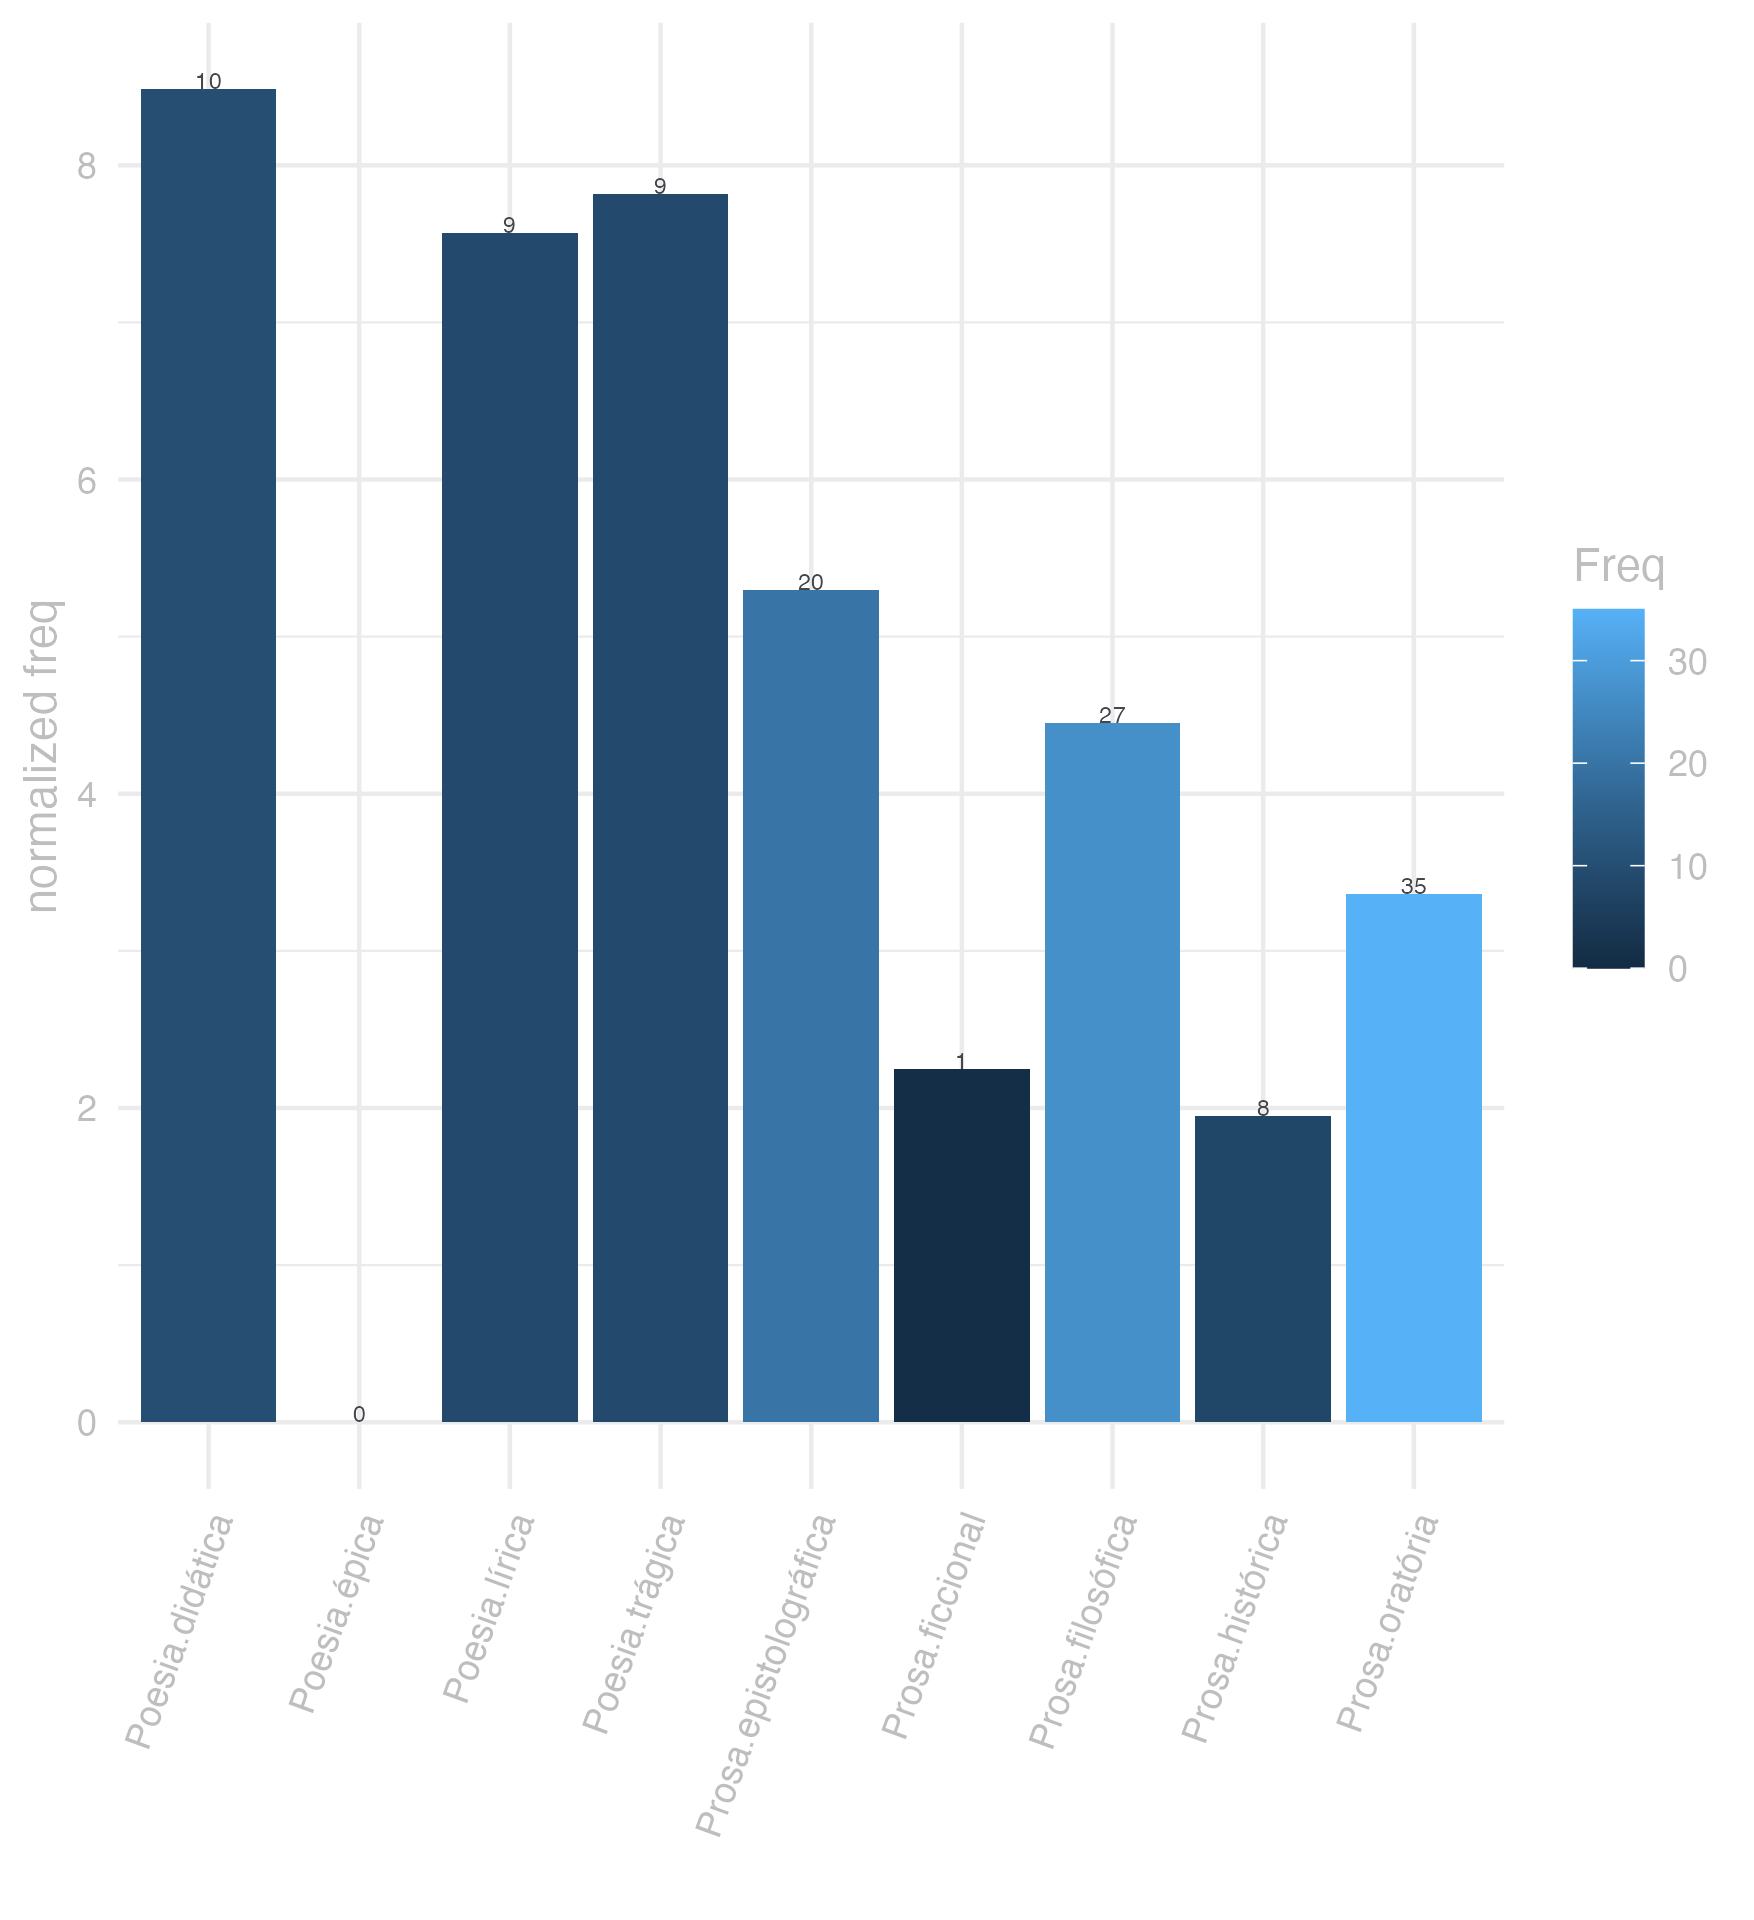 normalized freq
8
6
4
2
0
10
0
9
9
20
1
27
8
35
Poesia.didática
Poesia.épica
Poesia.lírica
Poesia.trágica
Prosa.epistolográfica
Prosa.ficcional
Prosa.filosófica
Prosa.histórica
Prosa.oratória
Freq
30
20
10
0